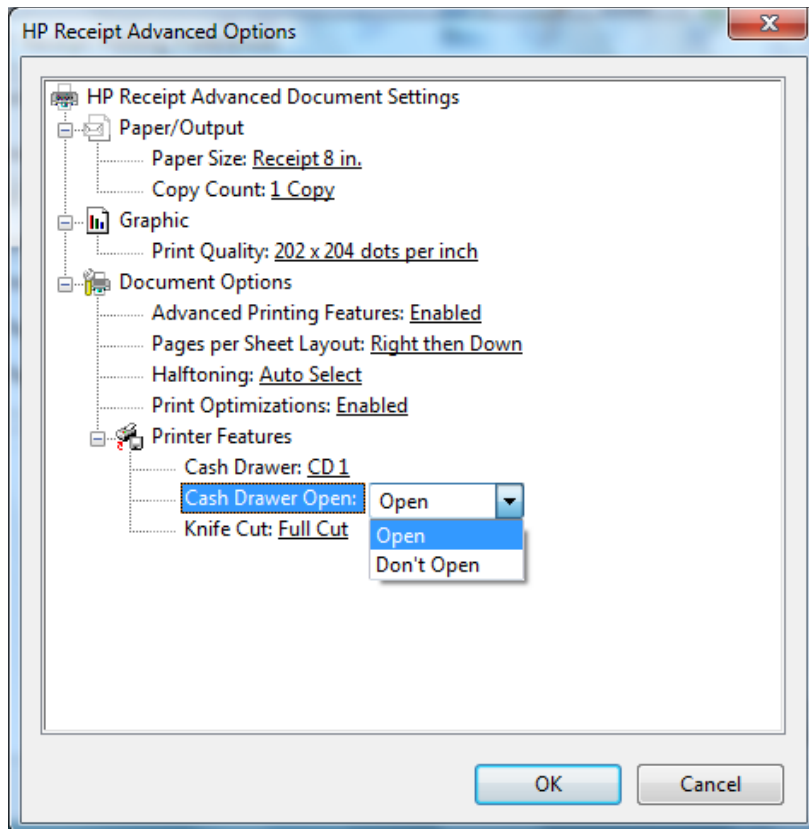 HP Receipt Advanced Options
HP Receipt Advanced Document Settings
Paper/Output
Paper Size: Receipt 8 in.
Copy Count: 1 Copy
Graphic
Print Quality: 202 x 204 dots per inch
Document Options
Advanced Printing Features: Enabled
Pages per Sheet Layout: Right then Down
Halftoning: Auto Select
Print Optimizations: Enabled
Printer Features
Cash Drawer: CD 1
Cash Drawer Open: Open
Open
Knife Cut: Full Cut
Don't Open
OK Cancel